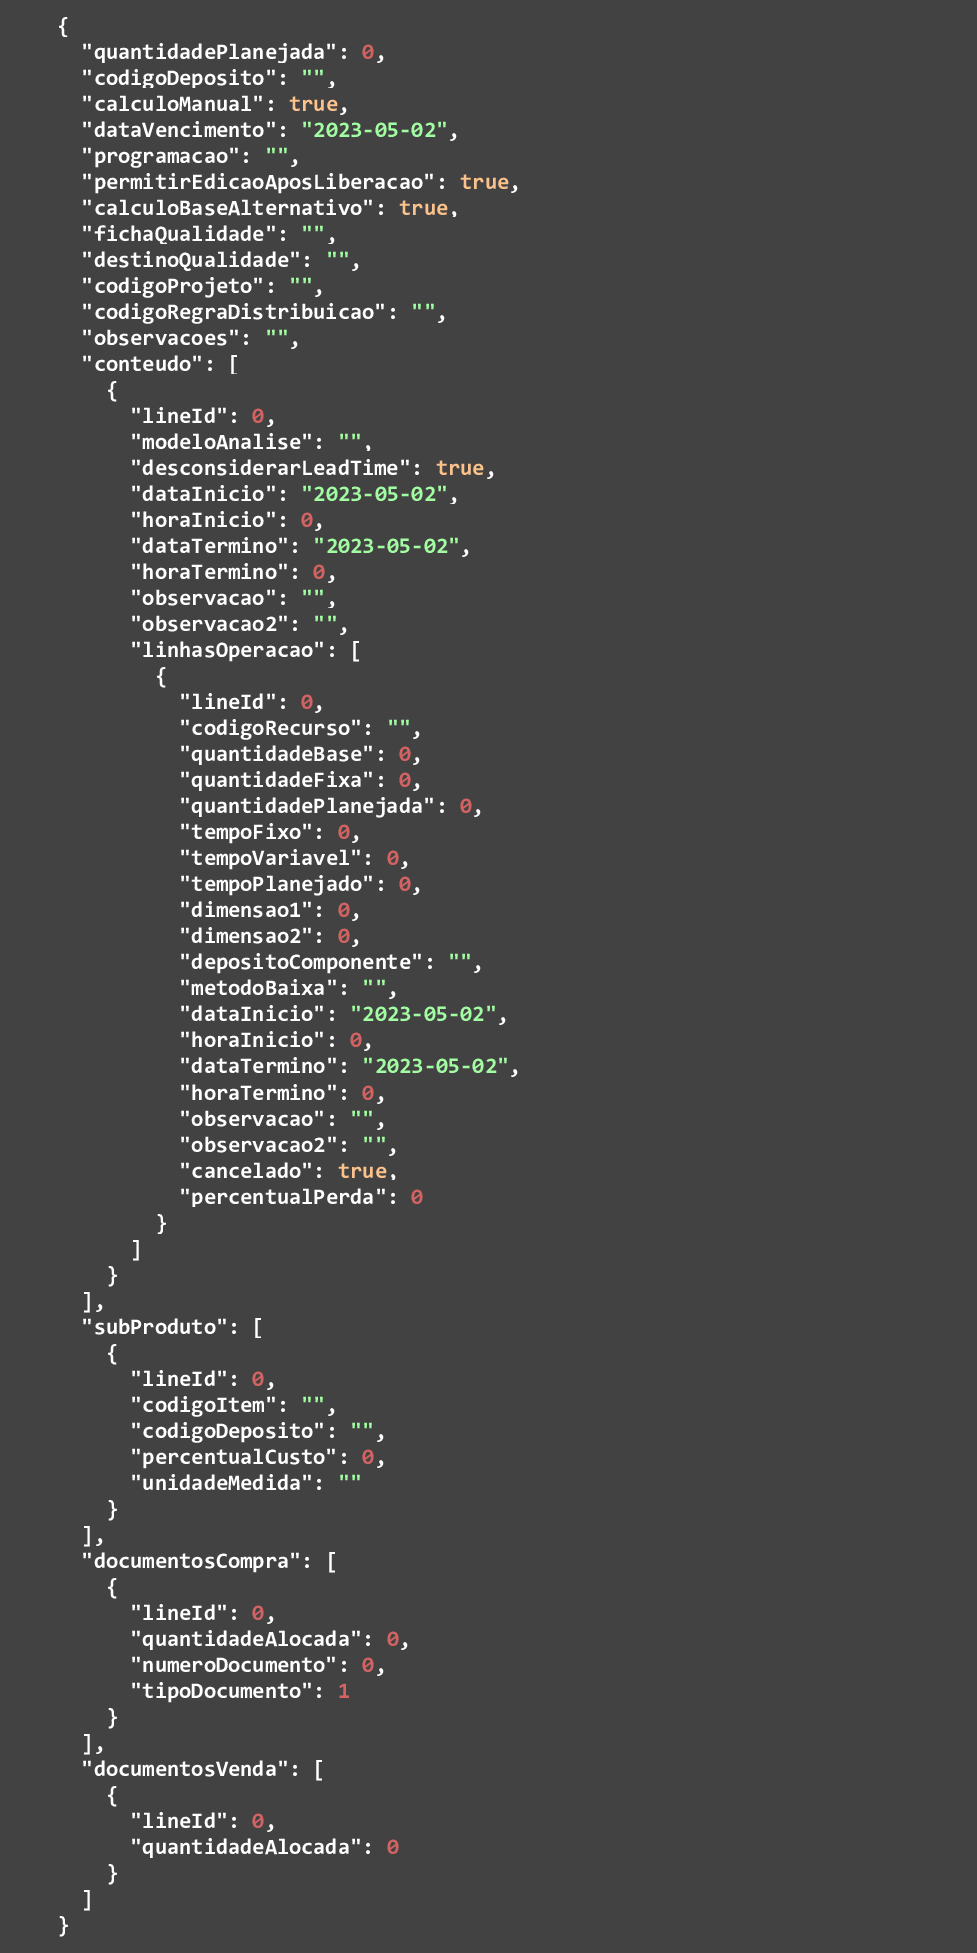 {
"quantidadePlanejada": 0,
"codigoDeposito": "",
"calculoManual": true,
"dataVencimento": "2023-05-02",
"programacao": "",
"permitirEdicaoAposLiberacao": true,
"calculoBaseAlternativo": true,
"fichaQualidade": "",
"destinoQualidade": "",
"codigoProjeto": "",
"codigoRegraDistribuicao": "",
"observacoes": "",
"conteudo": [
{
"lineId": 0,
"modeloAnalise": "",
"desconsiderarLeadTime": true,
"dataInicio": "2023-05-02",
"horaInicio": 0,
"dataTermino": "2023-05-02",
"horaTermino": 0,
"observacao": "",
"observacao2": "",
"linhasOperacao": [
{
"lineId": 0,
"codigoRecurso": "",
"quantidadeBase": 0,
"quantidadeFixa": 0,
"quantidadePlanejada": 0,
"tempoFixo": 0,
"tempoVariavel": 0,
"tempoPlanejado": 0,
"dimensao1": 0,
"dimensao2": 0,
"depositoComponente": "",
"metodoBaixa": "",
"dataInicio": "2023-05-02",
"horaInicio": 0,
"dataTermino": "2023-05-02",
"horaTermino": 0,
"observacao": "",
"observacao2": "",
"cancelado": true,
"percentualPerda": 0
}
]
}
],
"subProduto": [
{
"lineId": 0,
"codigoItem": "",
"codigoDeposito": "",
"percentualCusto": 0,
"unidadeMedida": ""
}
],
"documentosCompra": [
{
"lineId": 0,
"quantidadeAlocada": 0,
"numeroDocumento": 0,
"tipoDocumento": 1
}
],
"documentosVenda": [
{
"lineId": 0,
"quantidadeAlocada": 0
}
]
}